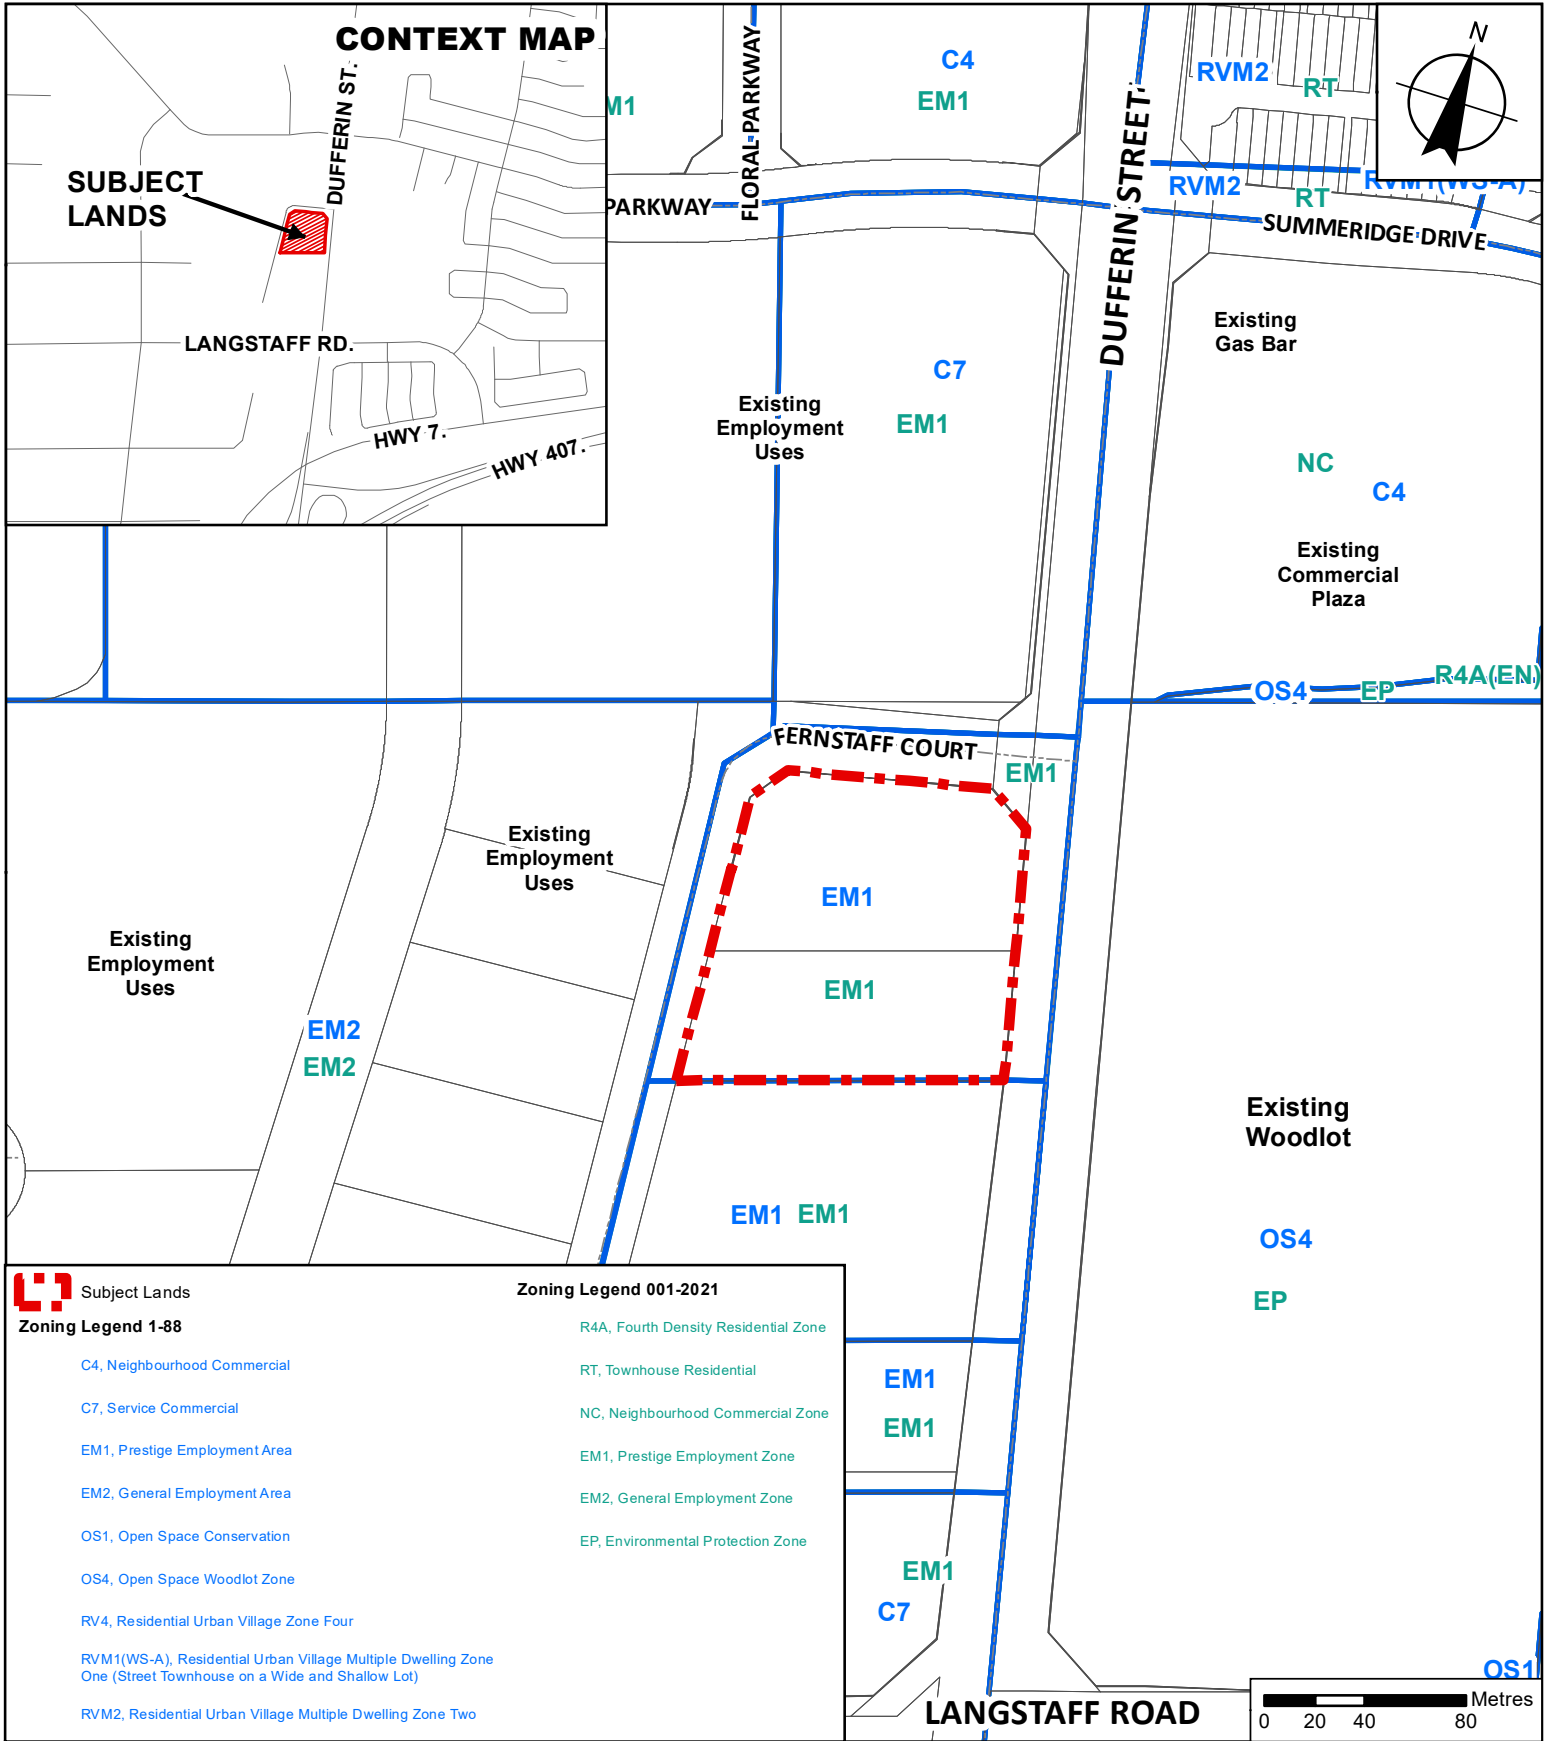 CONTEXT MAP
DUFFERIN ST.
SUBJECT
LANDS
LANGSTAFF RD.
HWY 7.
HWY 407.
M1
FLORAL PARKWAY
C4
EM1
DUFFERIN STREET
RVM2
RT
N
RVM2
RT
RVM1(WS-A)
PARKWAY
SUMMERIDGE DRIVE
Existing
Gas Bar
C7
EM1
Existing
Employment
Uses
NC
C4
Existing
Commercial
Plaza
OS4
EP
R4A(EN)
FERNSTAFF COURT
EM1
Existing
Employment
Uses
EM1
EM1
Existing
Employment
Uses
EM2
EM2
Existing
Woodlot
EM1 EM1
OS4
EP
EM1
EM1
EM1
C7
OS1
LANGSTAFF ROAD
Metres
0 20 40 80
Subject Lands
Zoning Legend 1-88
C4, Neighbourhood Commercial
C7, Service Commercial
EM1, Prestige Employment Area
EM2, General Employment Area
OS1, Open Space Conservation
OS4, Open Space Woodlot Zone
RV4, Residential Urban Village Zone Four
RVM1(WS-A), Residential Urban Village Multiple Dwelling Zone
One (Street Townhouse on a Wide and Shallow Lot)
RVM2, Residential Urban Village Multiple Dwelling Zone Two
Zoning Legend 001-2021
R4A, Fourth Density Residential Zone
RT, Townhouse Residential
NC, Neighbourhood Commercial Zone
EM1, Prestige Employment Zone
EM2, General Employment Zone
EP, Environmental Protection Zone